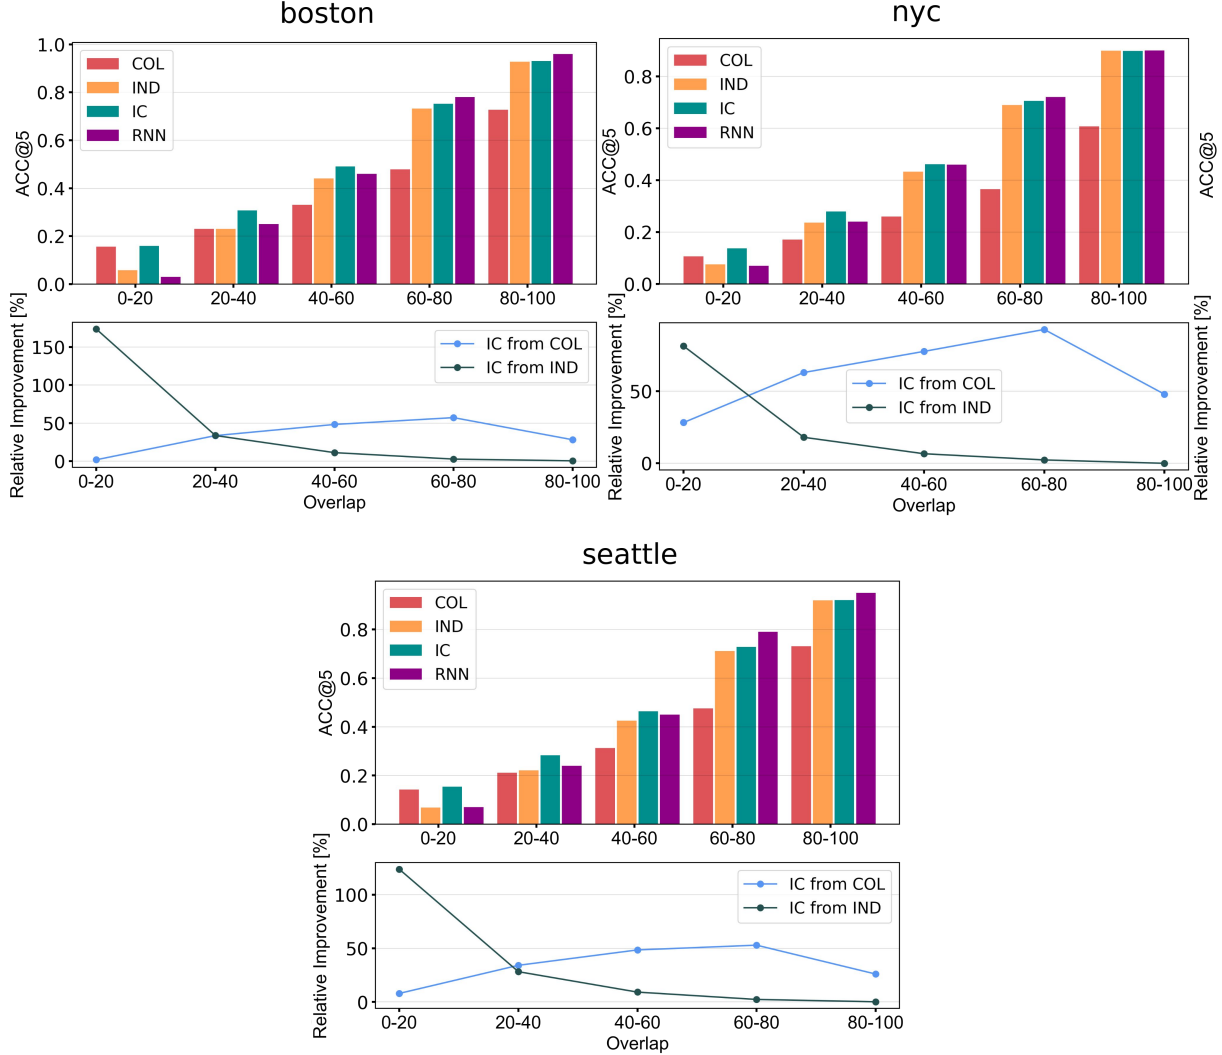 boston
1.0
0.8
0.6
0.4
0.2
0.0
ACC@5
COL
IND
IC
RNN
0-20 20-40 40-60 60-80 80-100
Relative Improvement [%]
150
100
50
0
IC from COL
IC from IND
0-20 20-40 40-60 60-80 80-100
Overlap
nyc
0.8
0.6
0.4
0.2
0.0
ACC@5
COL
IND
IC
RNN
ACC@5
0-20 20-40 40-60 60-80 80-100
Relative Improvement [%]
50
0
IC from COL
IC from IND
Relative Improvement [%]
0-20 20-40 40-60 60-80 80-100
Overlap
seattle
0.8
0.6
0.4
0.2
0.0
ACC@5
COL
IND
IC
RNN
0-20 20-40 40-60 60-80 80-100
Relative Improvement [%]
100
50
0
IC from COL
IC from IND
0-20 20-40 40-60 60-80 80-100
Overlap